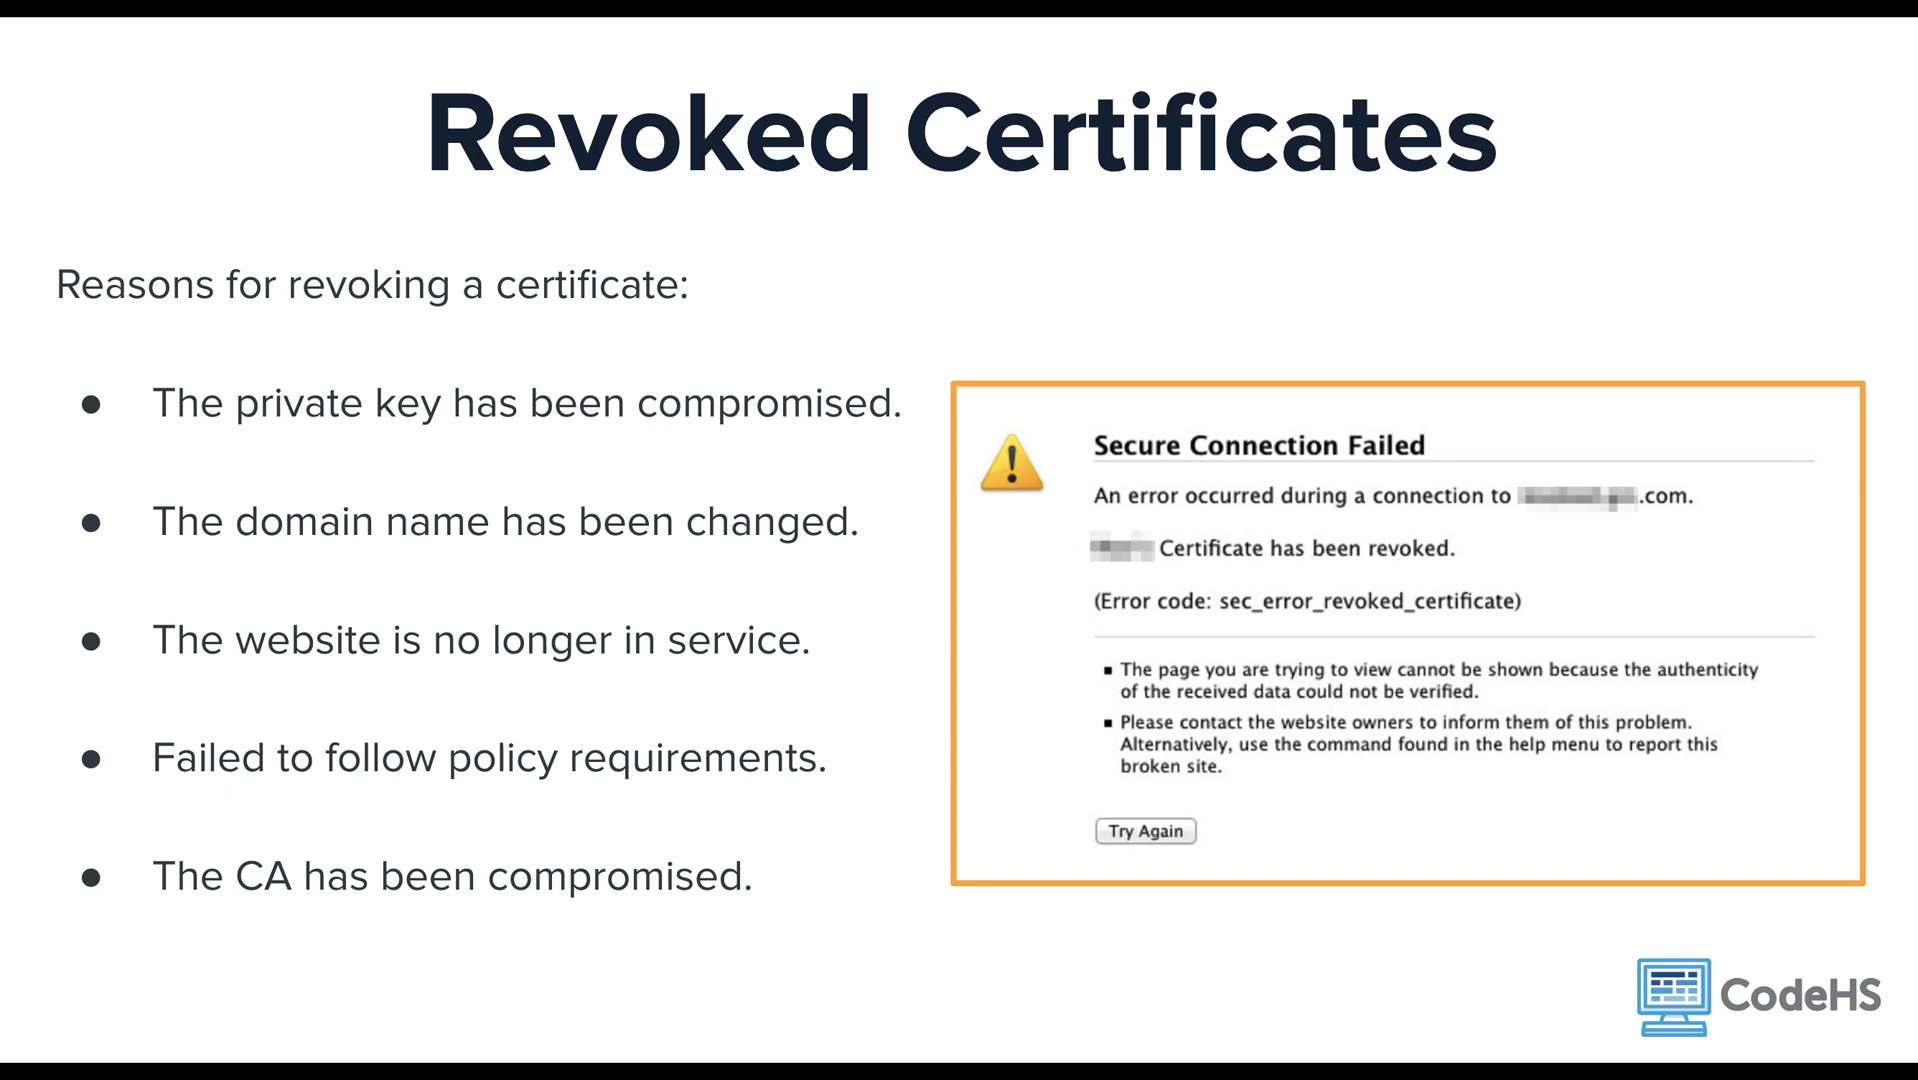 Revoked Certificates
Reasons for revoking a certificate:
● The private key has been compromised.
● The domain name has been changed.
● The website is no longer in service.
● Failed to follow policy requirements.
● The CA has been compromised.
Secure Connection Failed
An error occurred during a connection to .com.
Certificate has been revoked.
(Error code: sec_error_revoked_certificate)
▪ The page you are trying to view cannot be shown because the authenticity
of the received data could not be verified.
▪ Please contact the website owners to inform them of this problem.
Alternatively, use the command found in the help menu to report this
broken site.
Try Again
CodeHS